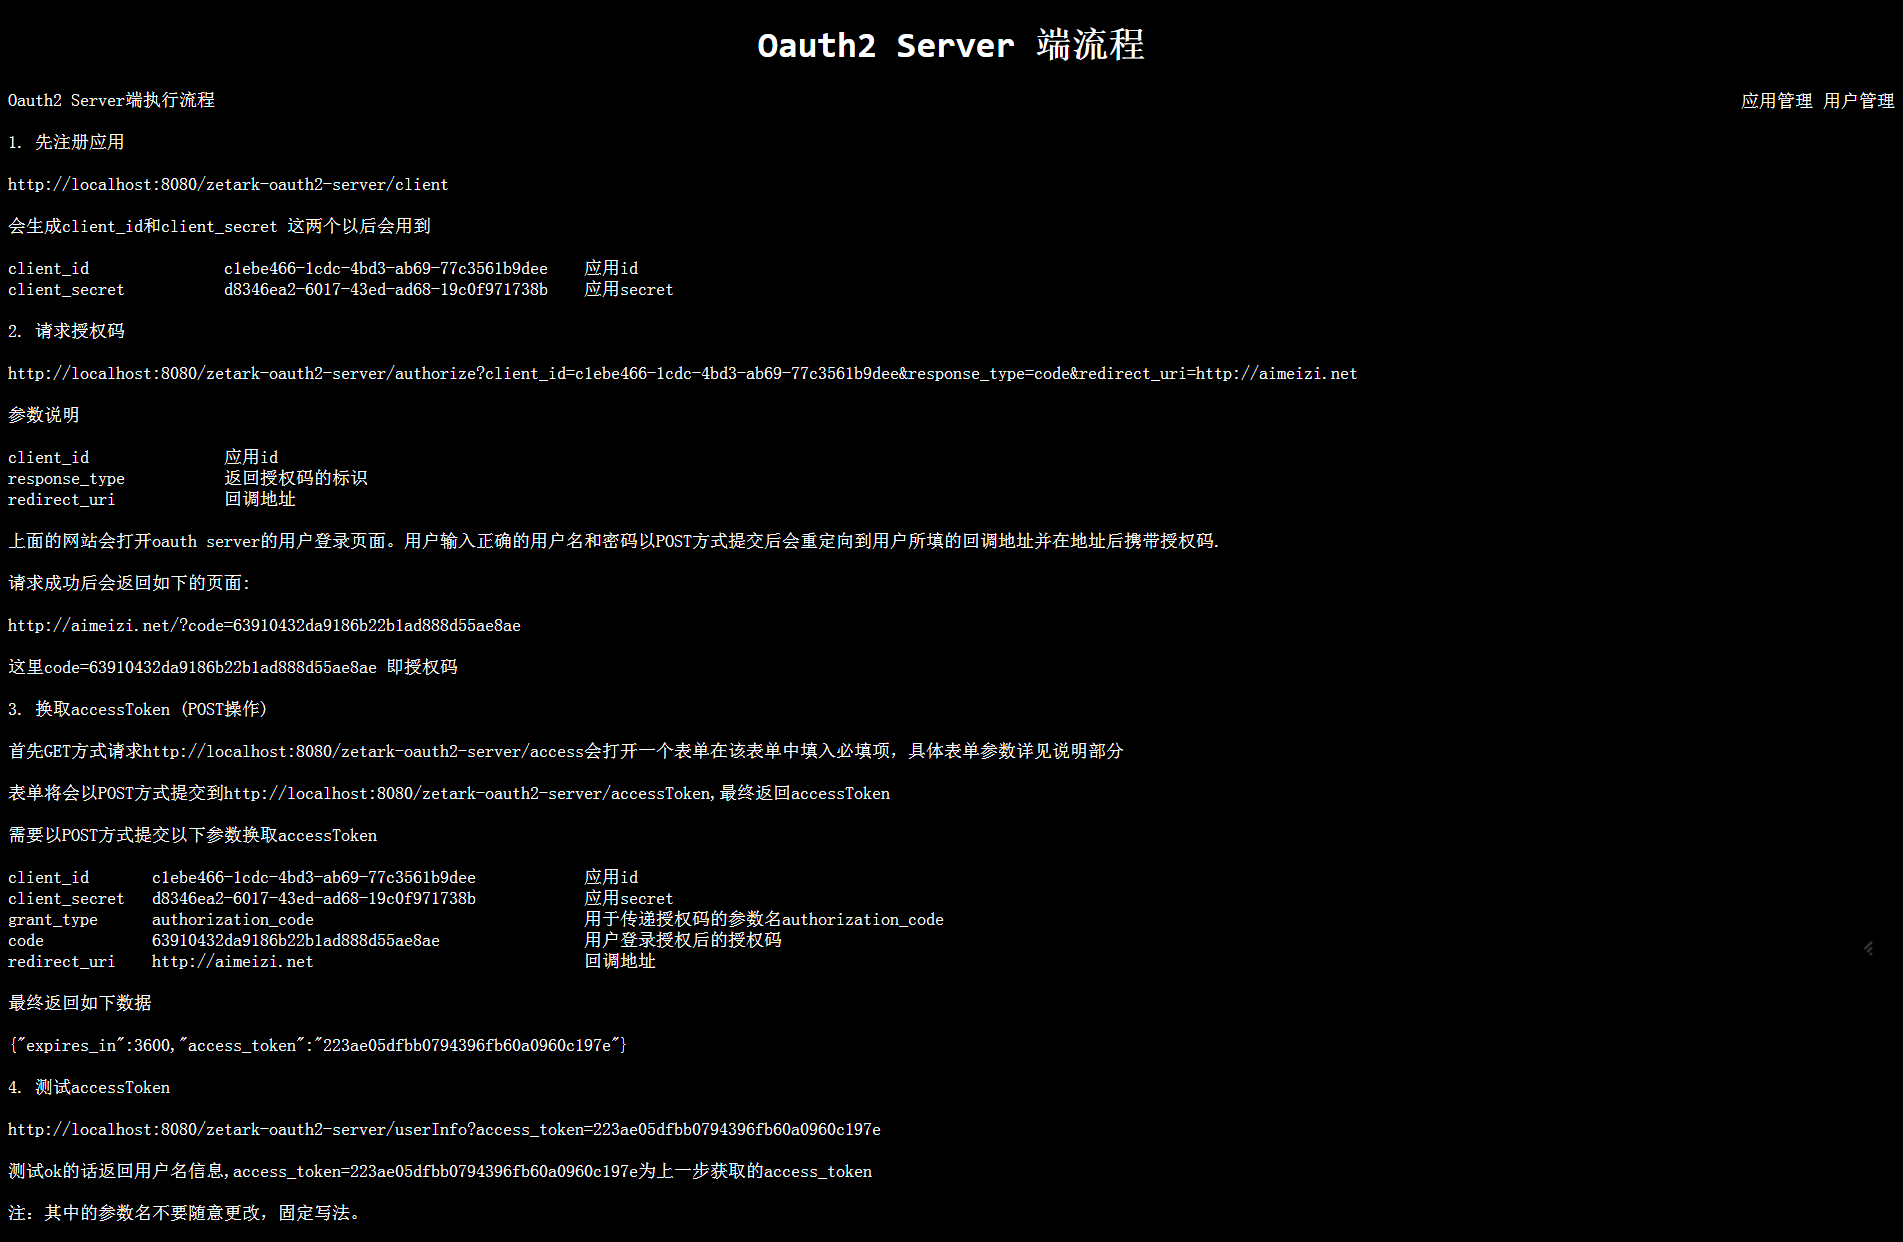 Oauth2 Server 端流程
Oauth2 Server端执行流程 应用管理 用户管理
1. 先注册应用
http://localhost:8080/zetark-oauth2-server/client
会生成client_id和client_secret 这两个以后会用到
client_id c1ebe466-1cdc-4bd3-ab69-77c3561b9dee 应用id
client_secret d8346ea2-6017-43ed-ad68-19c0f971738b 应用secret
2. 请求授权码
http://localhost:8080/zetark-oauth2-server/authorize?client_id=c1ebe466-1cdc-4bd3-ab69-77c3561b9dee&response_type=code&redirect_uri=http://aimeizi.net
参数说明
client_id 应用id
response_type 返回授权码的标识
redirect_uri 回调地址
上面的网站会打开oauth server的用户登录页面。用户输入正确的用户名和密码以POST方式提交后会重定向到用户所填的回调地址并在地址后携带授权码.
请求成功后会返回如下的页面:
http://aimeizi.net/?code=63910432da9186b22b1ad888d55ae8ae
这里code=63910432da9186b22b1ad888d55ae8ae 即授权码
3. 换取accessToken (POST操作)
首先GET方式请求http://localhost:8080/zetark-oauth2-server/access会打开一个表单在该表单中填入必填项，具体表单参数详见说明部分
表单将会以POST方式提交到http://localhost:8080/zetark-oauth2-server/accessToken,最终返回accessToken
需要以POST方式提交以下参数换取accessToken
client_id c1ebe466-1cdc-4bd3-ab69-77c3561b9dee 应用id
client_secret d8346ea2-6017-43ed-ad68-19c0f971738b 应用secret
grant_type authorization_code 用于传递授权码的参数名authorization_code
code 63910432da9186b22b1ad888d55ae8ae 用户登录授权后的授权码
redirect_uri http://aimeizi.net 回调地址
最终返回如下数据
{"expires_in":3600,"access_token":"223ae05dfbb0794396fb60a0960c197e"}
4. 测试accessToken
http://localhost:8080/zetark-oauth2-server/userInfo?access_token=223ae05dfbb0794396fb60a0960c197e
测试ok的话返回用户名信息,access_token=223ae05dfbb0794396fb60a0960c197e为上一步获取的access_token
注：其中的参数名不要随意更改，固定写法。